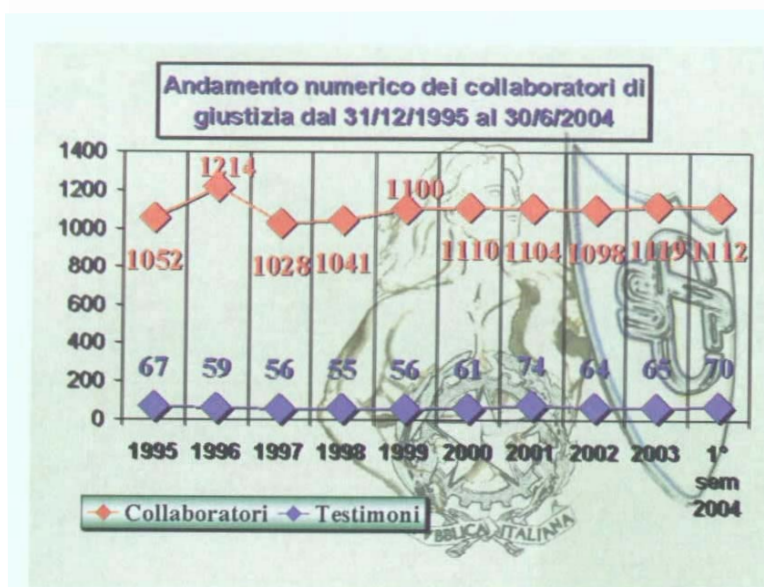 Andamento numerico dei collaboratori di
giustizia dal 31/12/1995 al 30/6/2004
1400
1200
1000
800
600
400
200
0
1052 1214 1028 1041 1100 1110 1104 1098 1119 1112
67 59 56 55 56 61 74 64 65 70
1995 1996 1997 1998 1999 2000 2001 2002 2003 1°
sem
2004
Collaboratori Testimoni
BBLICA ITALIANA